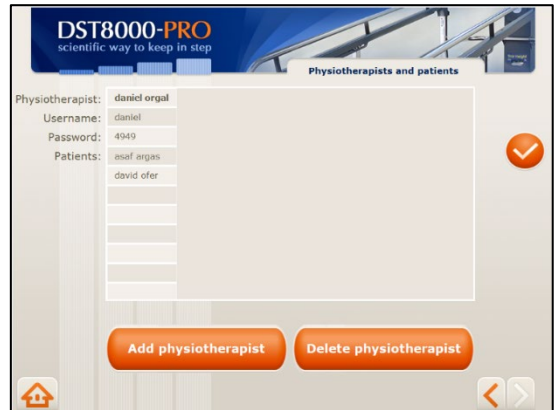 DST8000-PRO
scientific way to keep in step
Physiotherapists and patients
Physiotherapist: daniel orgal
Username: daniel
Password: 4949
Patients: asaf argas
david ofer
Add physiotherapist
Delete physiotherapist